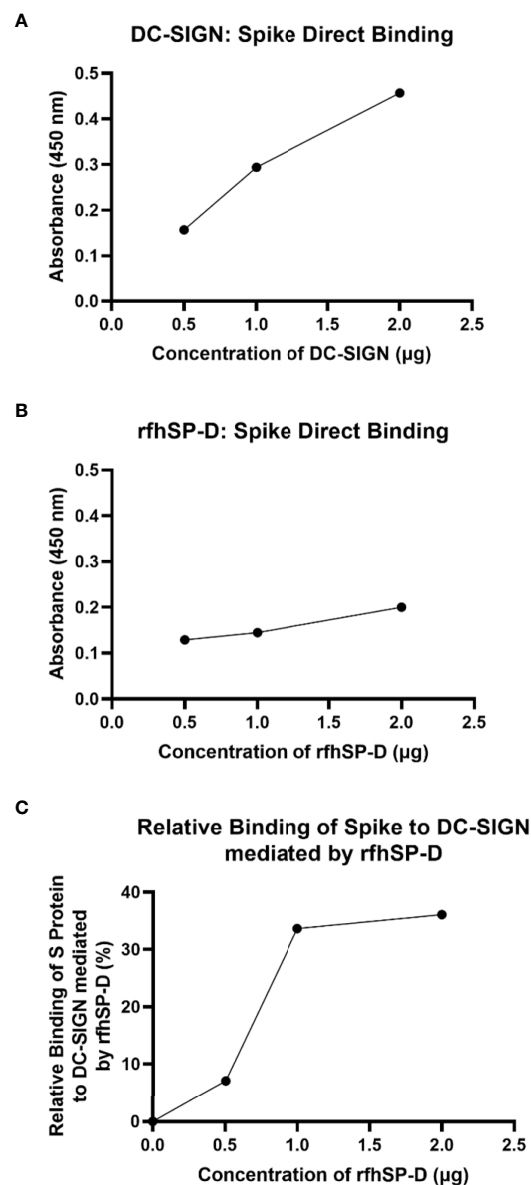 A
DC-SIGN: Spike Direct Binding
Absorbance (450 nm)
0.5
0.4
0.3
0.2
0.1
0.0
0.0 0.5 1.0 1.5 2.0 2.5
Concentration of DC-SIGN (µg)
B
rfhSP-D: Spike Direct Binding
Absorbance (450 nm)
0.5
0.4
0.3
0.2
0.1
0.0
0.0 0.5 1.0 1.5 2.0 2.5
Concentration of rfhSP-D (µg)
C
Relative Binding of Spike to DC-SIGN
mediated by rfhSP-D
Relative Binding of S Protein
to DC-SIGN mediated
by rfhSP-D (%)
40
30
20
10
0
0.0 0.5 1.0 1.5 2.0 2.5
Concentration of rfhSP-D (µg)